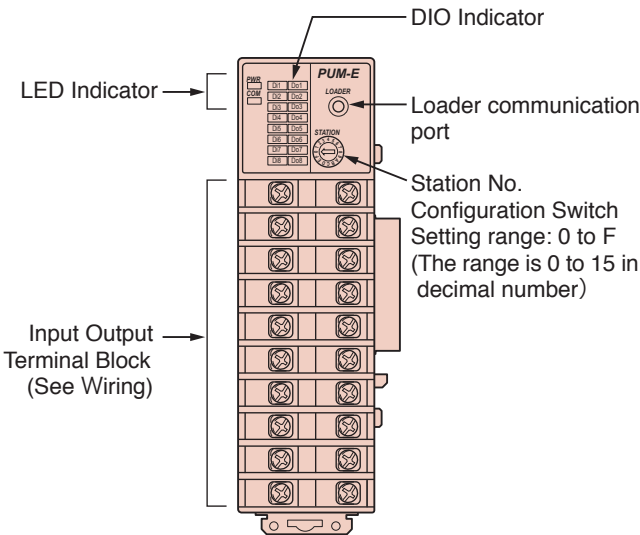 DIO Indicator
LED Indicator
PWR
COM
PUM-E
LOADER
Di1 Do1
Di2 Do2
Di3 Do3
Di4 Do4
Di5 Do5
Di6 Do6
Di7 Do7
Di8 Do8
STATION
Loader communication
port
Station No.
Configuration Switch
Setting range: 0 to F
(The range is 0 to 15 in
decimal number)
Input Output
Terminal Block
(See Wiring)